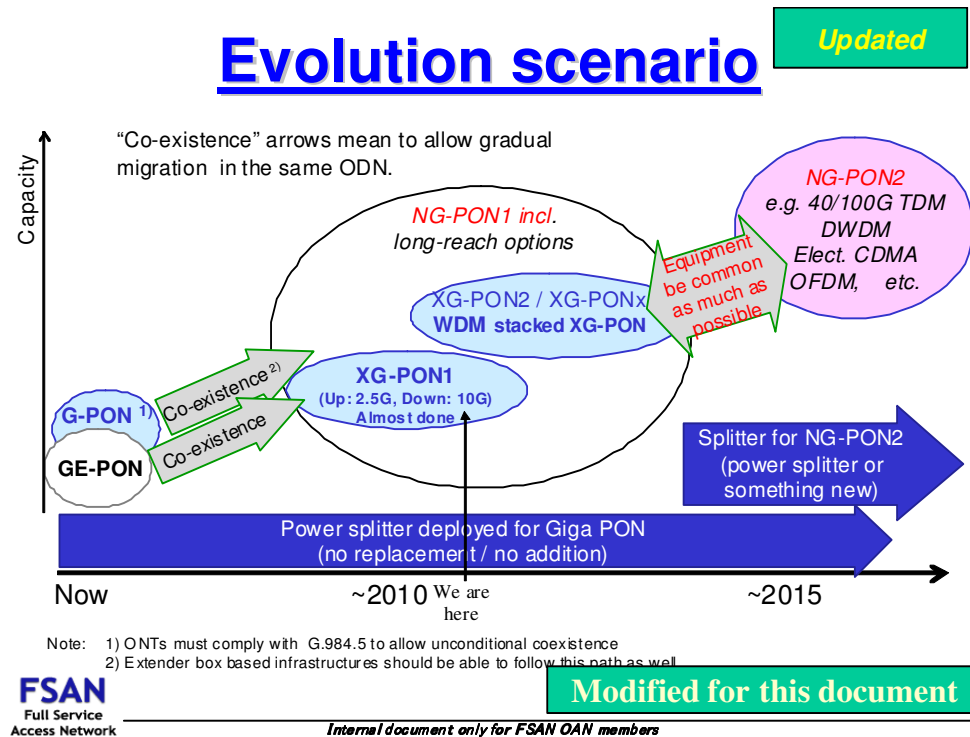 Evolution scenario
Updated
"Co-existence" arrows mean to allow gradual
migration in the same ODN.
Capacity
NG-PON1 incl.
long-reach options
NG-PON2
e.g. 40/100G TDM
DWDM
Elect. CDMA
OFDM, etc.
Equipment
be common
as much as
possible
XG-PON2 / XG-PONx
WDM stacked XG-PON
XG-PON1
(Up: 2.5G, Down: 10G)
Almost done
Co-existence 2)
Co-existence
G-PON 1)
GE-PON
Splitter for NG-PON2
(power splitter or
something new)
Power splitter deployed for Giga PON
(no replacement / no addition)
Now
~2010
We are
here
~2015
Note: 1) ONTs must comply with G.984.5 to allow unconditional coexistence
2) Extender box based infrastructures should be able to follow this path as well
Modified for this document
FSAN
Full Service
Access Network
Internal document only for FSAN OAN members